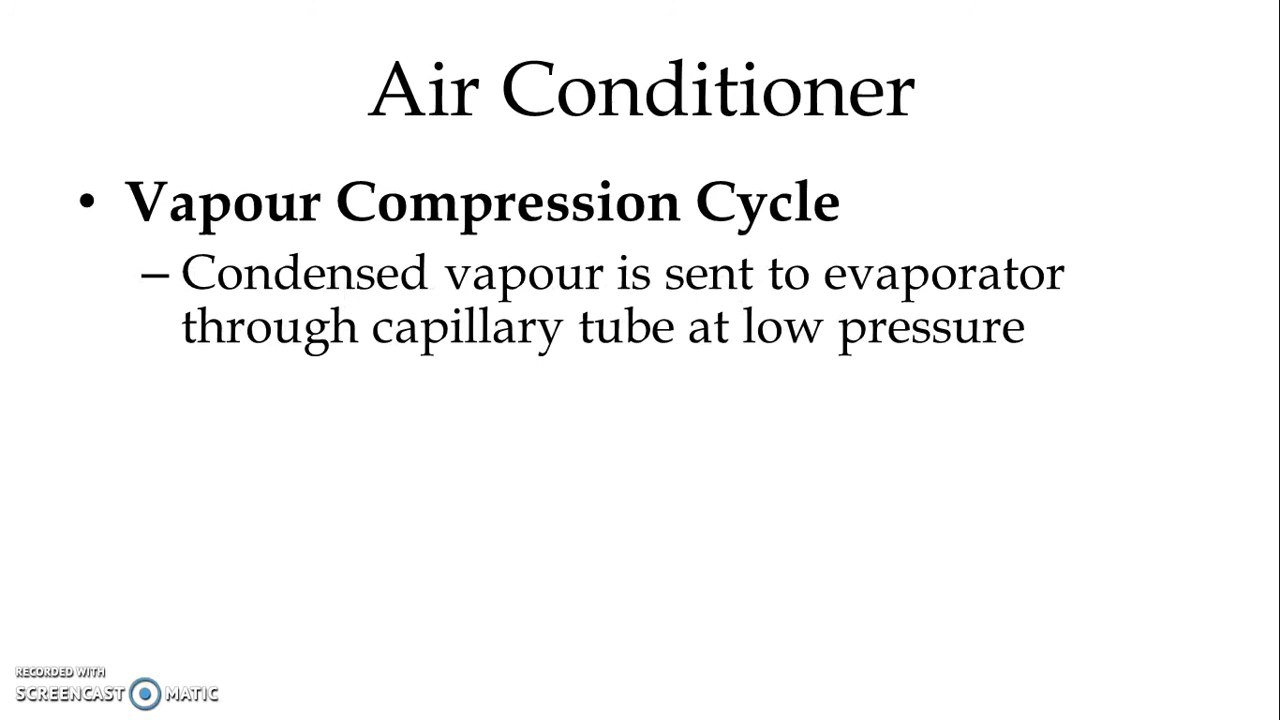 Air Conditioner
• Vapour Compression Cycle
– Condensed vapour is sent to evaporator
through capillary tube at low pressure
RECORDED WITH
SCREENCAST MATIC